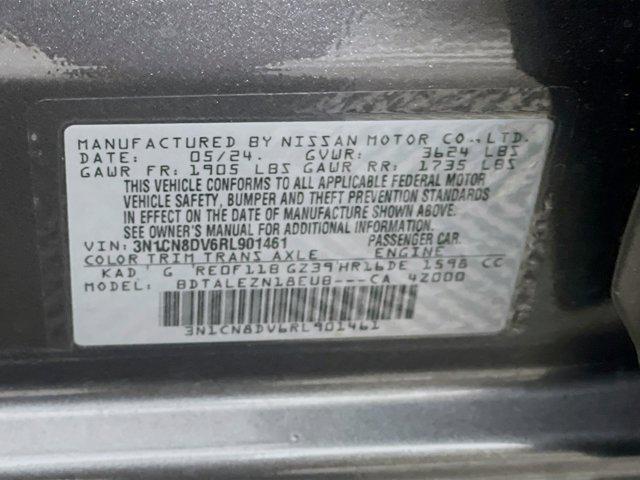 MANUFACTURED BY NISSAN MOTOR CO., LTD.
DATE: 05/24. GVWR: 3624 LBS
GAWR FR: 1905 LBS GAWR RR: 1735 LBS
THIS VEHICLE CONFORMS TO ALL APPLICABLE FEDERAL MOTOR
VEHICLE SAFETY, BUMPER AND THEFT PREVENTION STANDARDS
IN EFFECT ON THE DATE OF MANUFACTURE SHOWN ABOVE.
SEE OWNER'S MANUAL FOR ADDITIONAL INFORMATION.
VIN: 3N1CN8DV6RL901461 PASSENGER CAR.
COLOR TRIM TRANS AXLE ENGINE
KAD G RE0F11B GZ39 HR16DE 1598 CC
MODEL: BDTALEZN18EUB---CA 42000
3N1CN8DV6RL901461